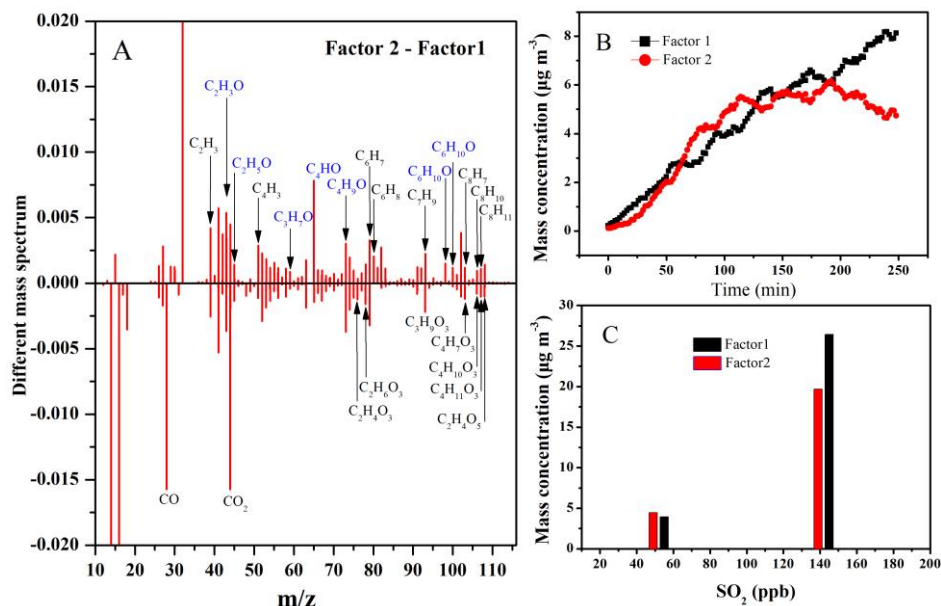 A
Factor 2 - Factor1
Different mass spectrum
0.020
0.015
0.010
0.005
0.000
-0.005
-0.010
-0.015
-0.020
C₂H₃
C₂H₃O
C₂H₅O
C₄H₃
C₃H₇O
C₄HO
C₄H₉O
C₆H₇
C₆H₈
C₇H₉
C₆H₁₀O
C₆H₁₀O
C₈H₇
C₈H₁₀
C₈H₁₁
C₃H₉O₃
C₄H₇O₃
C₄H₁₀O₃
C₄H₁₁O₃
C₂H₄O₅
C₂H₆O₃
C₂H₄O₃
CO
CO₂
10 20 30 40 50 60 70 80 90 100 110
m/z
B
Factor 1
Factor 2
Mass concentration (µg m⁻³)
8
6
4
2
0
0 50 100 150 200 250
Time (min)
C
Factor1
Factor2
Mass concentration (µg m⁻³)
30
25
20
15
10
5
0
20 40 60 80 100 120 140 160 180
SO₂ (ppb)